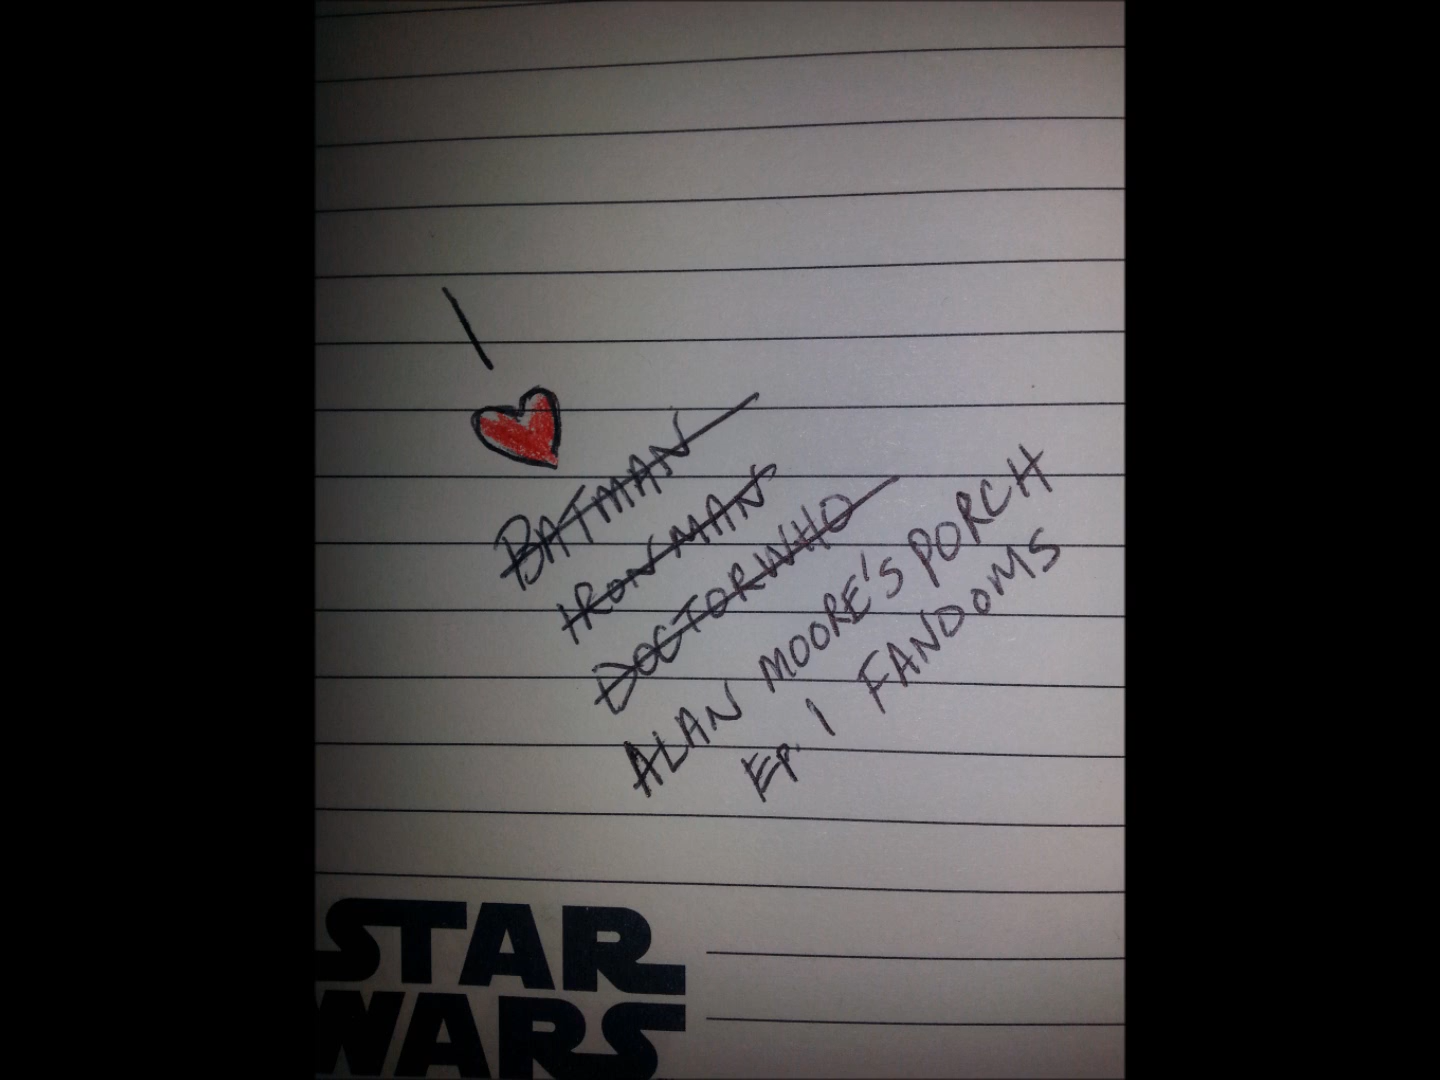 I
BATMAN
IRON MAN
DOCTOR WHO
ALAN MOORE'S PORCH
Ep. 1 FANDOMS
STAR
WARS